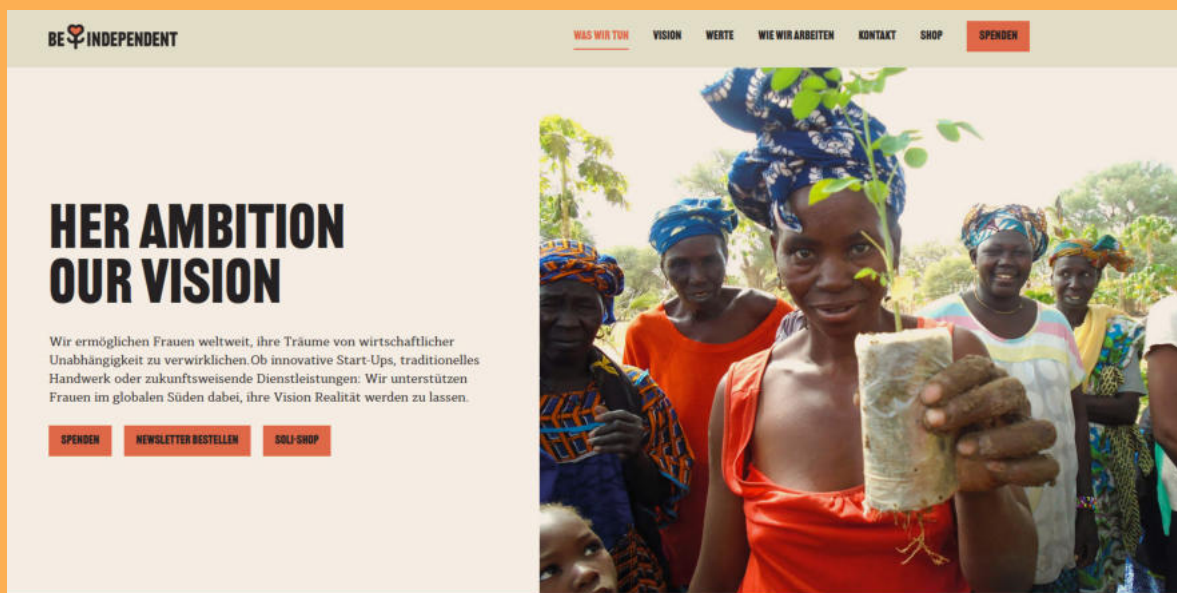 BE INDEPENDENT
WAS WIR TUN VISION WERTE WIE WIR ARBEITEN KONTAKT SHOP SPENDEN
HER AMBITION
OUR VISION
Wir ermöglichen Frauen weltweit, ihre Träume von wirtschaftlicher
Unabhängigkeit zu verwirklichen.Ob innovative Start-Ups, traditionelles
Handwerk oder zukunftsweisende Dienstleistungen: Wir unterstützen
Frauen im globalen Süden dabei, ihre Vision Realität werden zu lassen.
SPENDEN NEWSLETTER BESTELLEN SOLI-SHOP